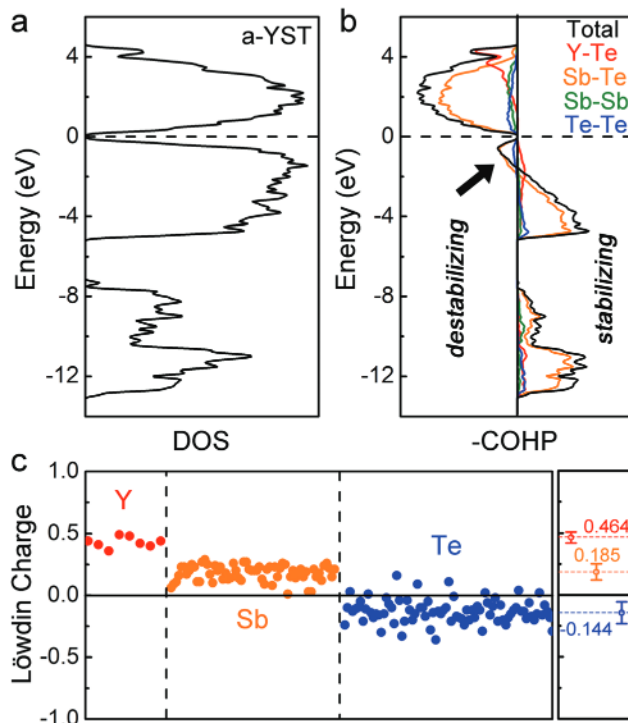 a
b
a-YST
Total
Y-Te
Sb-Te
Sb-Sb
Te-Te
4
0
-4
-8
-12
Energy (eV)
DOS
4
0
-4
-8
-12
Energy (eV)
destabilizing
stabilizing
-COHP
c
1.0
0.5
0.0
-0.5
-1.0
Löwdin Charge
Y
Sb
Te
0.464
0.185
-0.144